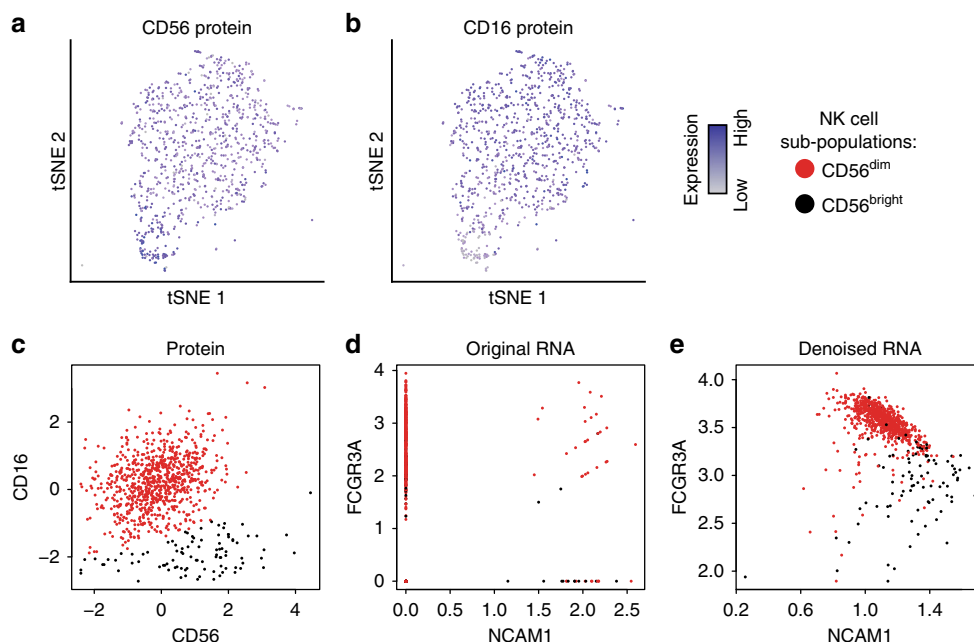 a
CD56 protein
tSNE 2
tSNE 1
b
CD16 protein
tSNE 2
tSNE 1
Expression
Low
High
NK cell
sub-populations:
CD56dim
CD56bright
c
Protein
CD16
2
0
−2
−2
0
2
4
CD56
d
Original RNA
FCGR3A
4
3
2
1
0
0.0
0.5
1.0
1.5
2.0
2.5
NCAM1
e
Denoised RNA
FCGR3A
4.0
3.5
3.0
2.5
2.0
0.2
0.6
1.0
1.4
NCAM1